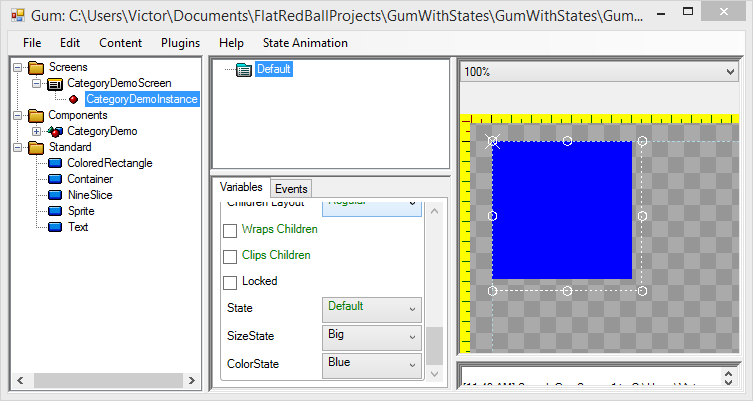 Gum: C:\Users\Victor\Documents\FlatRedBallProjects\GumWithStates\GumWithStates\Gum...
File Edit Content Plugins Help State Animation
Screens
CategoryDemoScreen
CategoryDemoInstance
Components
CategoryDemo
Standard
ColoredRectangle
Container
NineSlice
Sprite
Text
Default
Variables Events
Children Layout Regular
Wraps Children
Clips Children
Locked
State Default
SizeState Big
ColorState Blue
100%